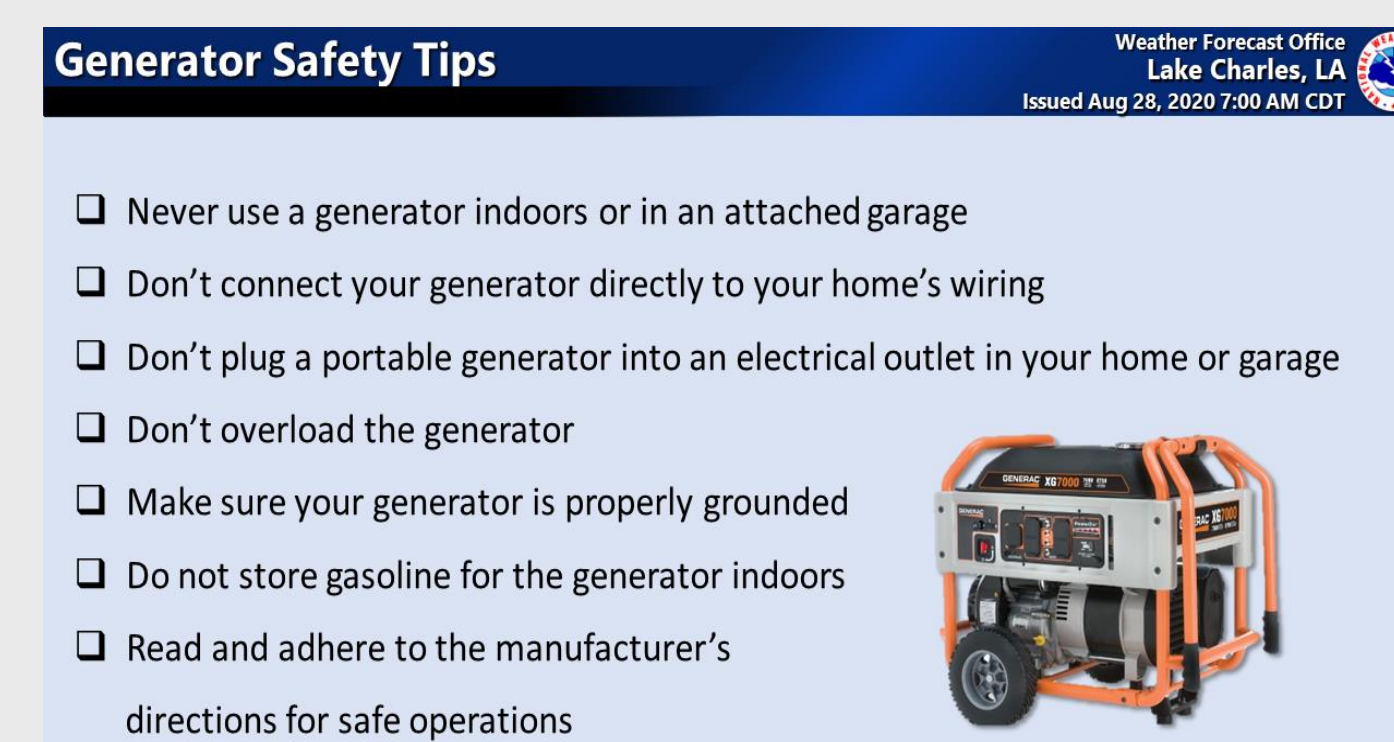 Generator Safety Tips
Weather Forecast Office
Lake Charles, LA
Issued Aug 28, 2020 7:00 AM CDT
❑ Never use a generator indoors or in an attached garage
❑ Don’t connect your generator directly to your home’s wiring
❑ Don’t plug a portable generator into an electrical outlet in your home or garage
❑ Don’t overload the generator
❑ Make sure your generator is properly grounded
❑ Do not store gasoline for the generator indoors
❑ Read and adhere to the manufacturer’s
directions for safe operations
GENERAC XG7000
GENERAC
XG7000